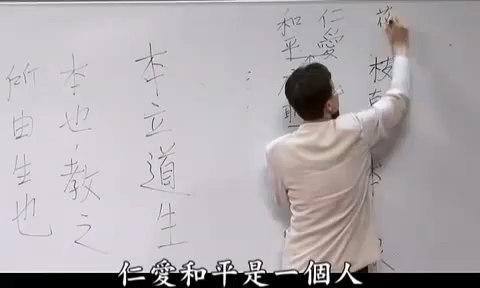 枝
仁愛
和平
本立道生
本也,教之
所由生也
仁愛和平是一個人